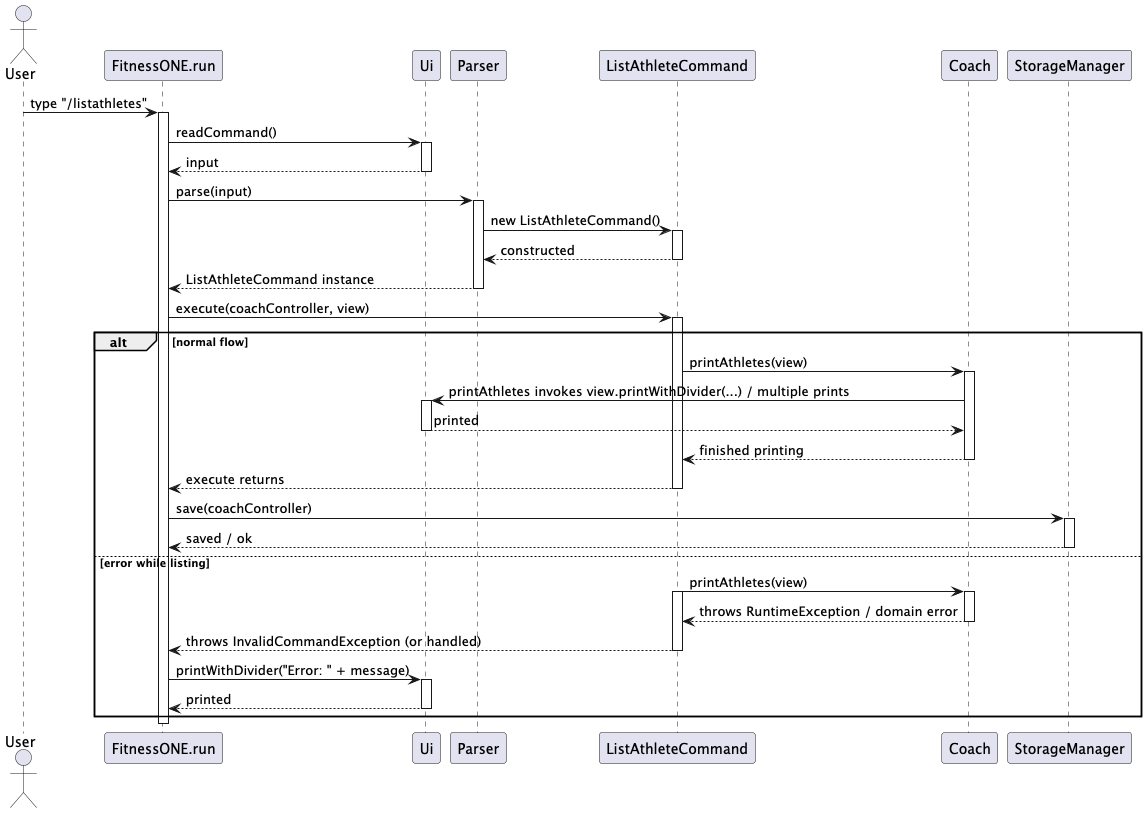 User
FitnessONE.run
Ui
Parser
ListAthleteCommand
Coach
StorageManager
type "/listathletes"
readCommand()
input
parse(input)
new ListAthleteCommand()
constructed
ListAthleteCommand instance
execute(coachController, view)
alt
[normal flow]
printAthletes(view)
printAthletes invokes view.printWithDivider(...) / multiple prints
printed
finished printing
execute returns
save(coachController)
saved / ok
[error while listing]
printAthletes(view)
throws RuntimeException / domain error
throws InvalidCommandException (or handled)
printWithDivider("Error: " + message)
printed
User
FitnessONE.run
Ui
Parser
ListAthleteCommand
Coach
StorageManager